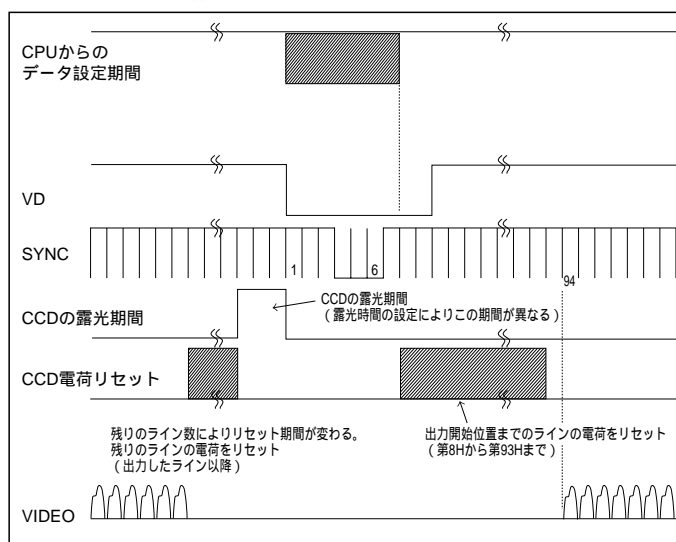 CPUからの
データ設定期間
VD
SYNC
1
6
94
CCDの露光期間
CCDの露光期間
（露光時間の設定によりこの期間が異なる）
CCD電荷リセット
残りのライン数によりリセット期間が変わる。
残りのラインの電荷をリセット
（出力したライン以降）
出力開始位置までのラインの電荷をリセット
（第8Hから第93Hまで）
VIDEO